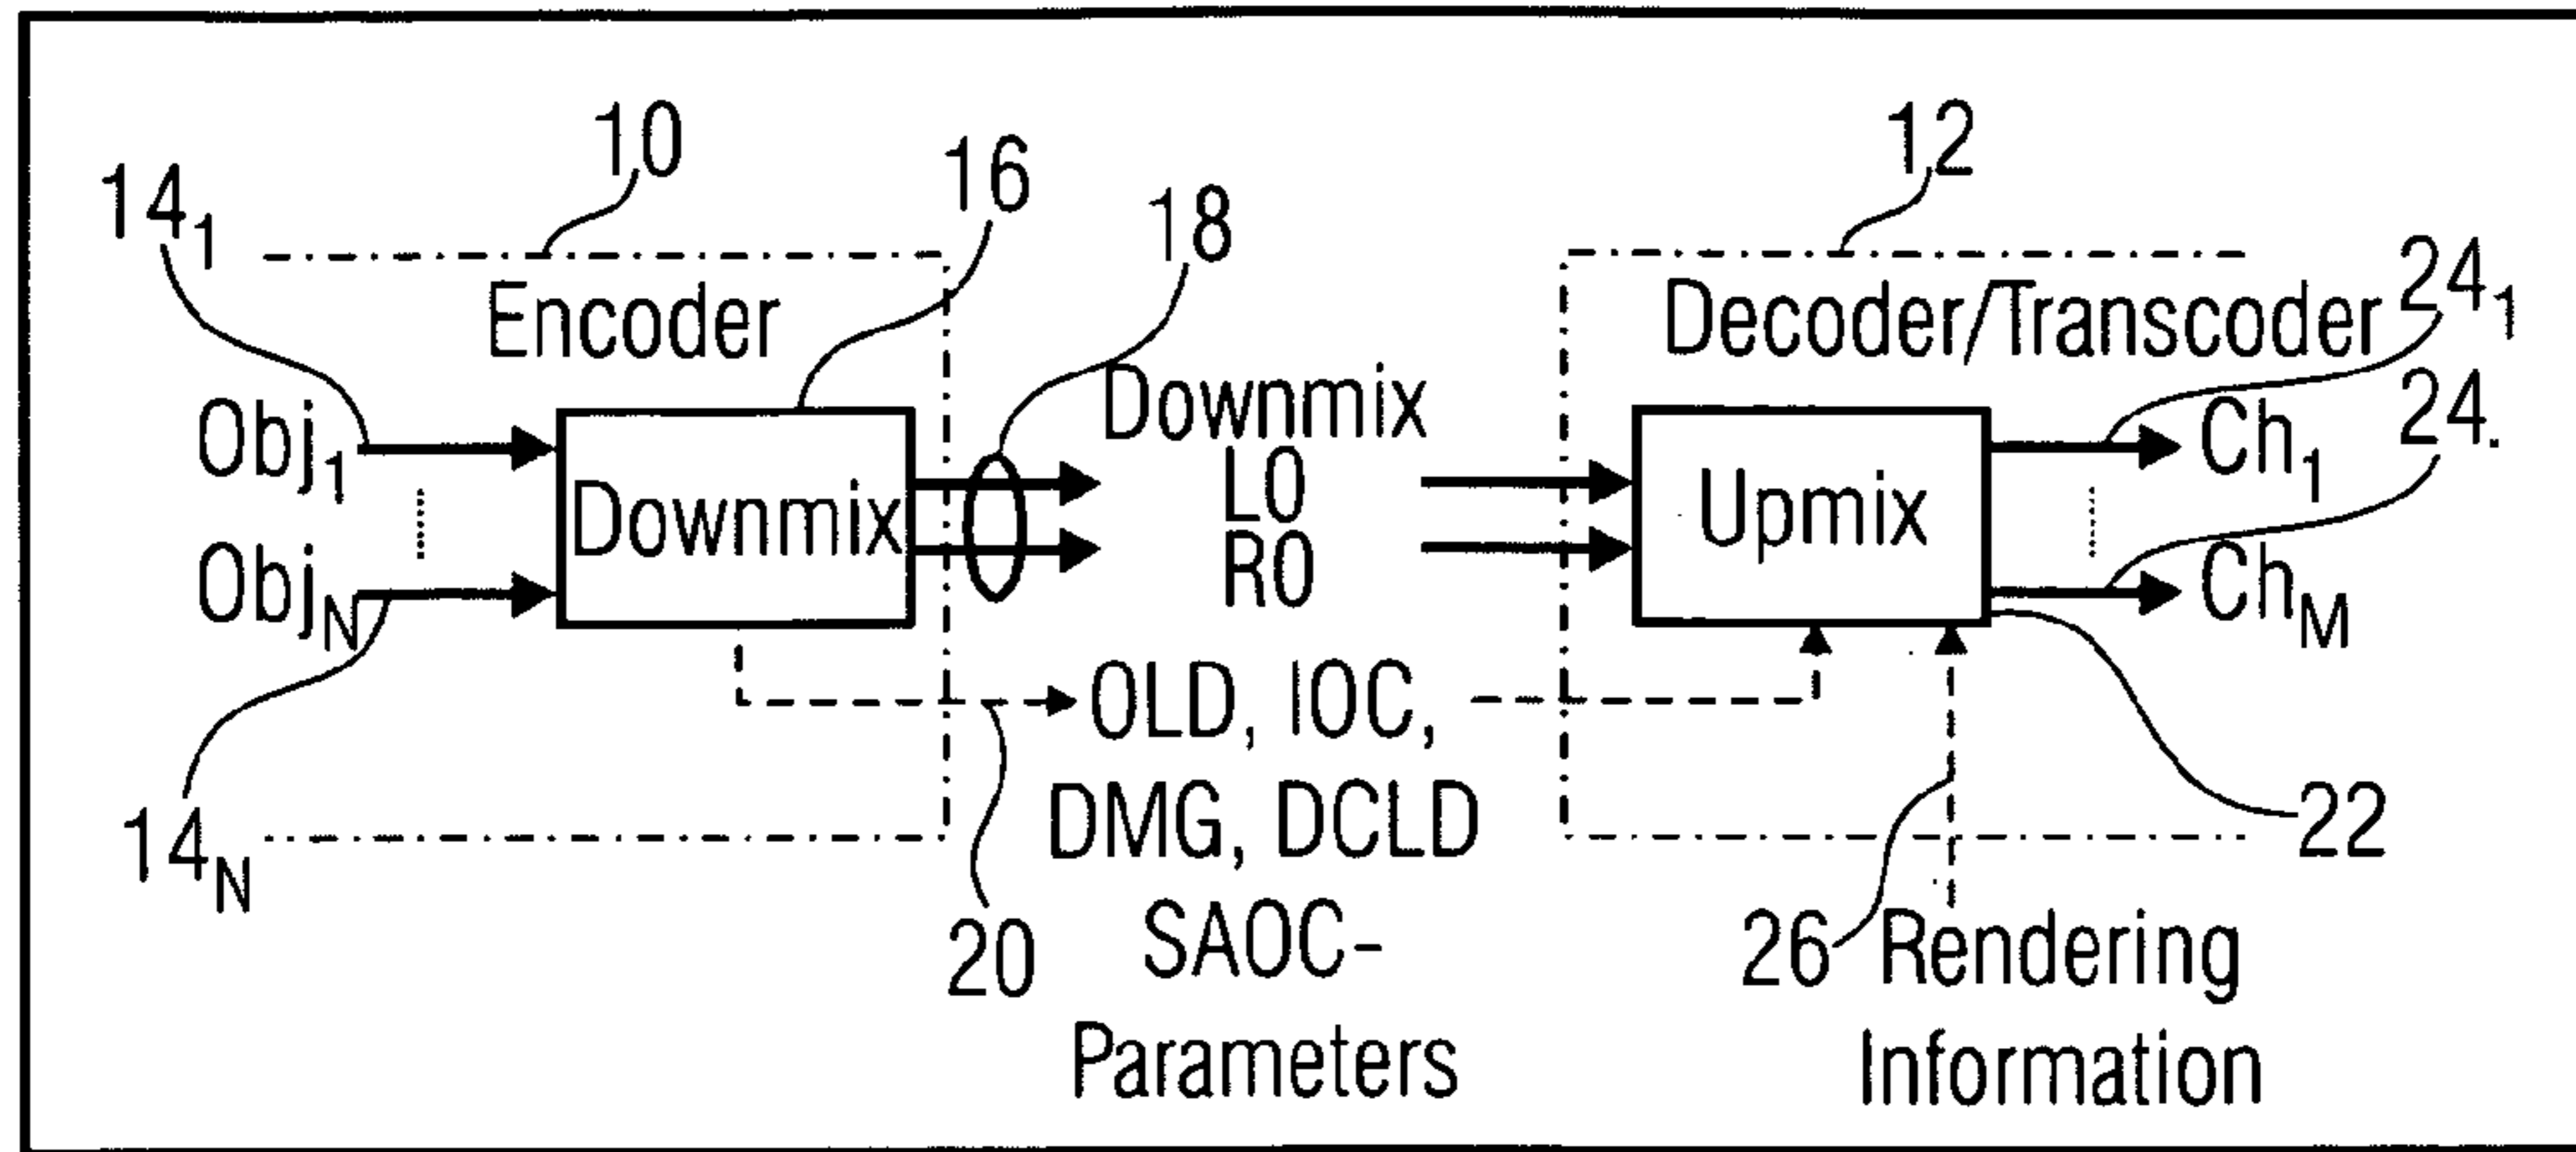 10
12
14₁
16
18
24₁
Encoder
Decoder/Transcoder
24.
Obj₁
Downmix
L0
R0
Ch₁
Downmix
Upmix
Obj_N
Ch_M
OLD, IOC,
DMG, DCLD
SAOC-
Parameters
14_N
20
22
26
Rendering
Information